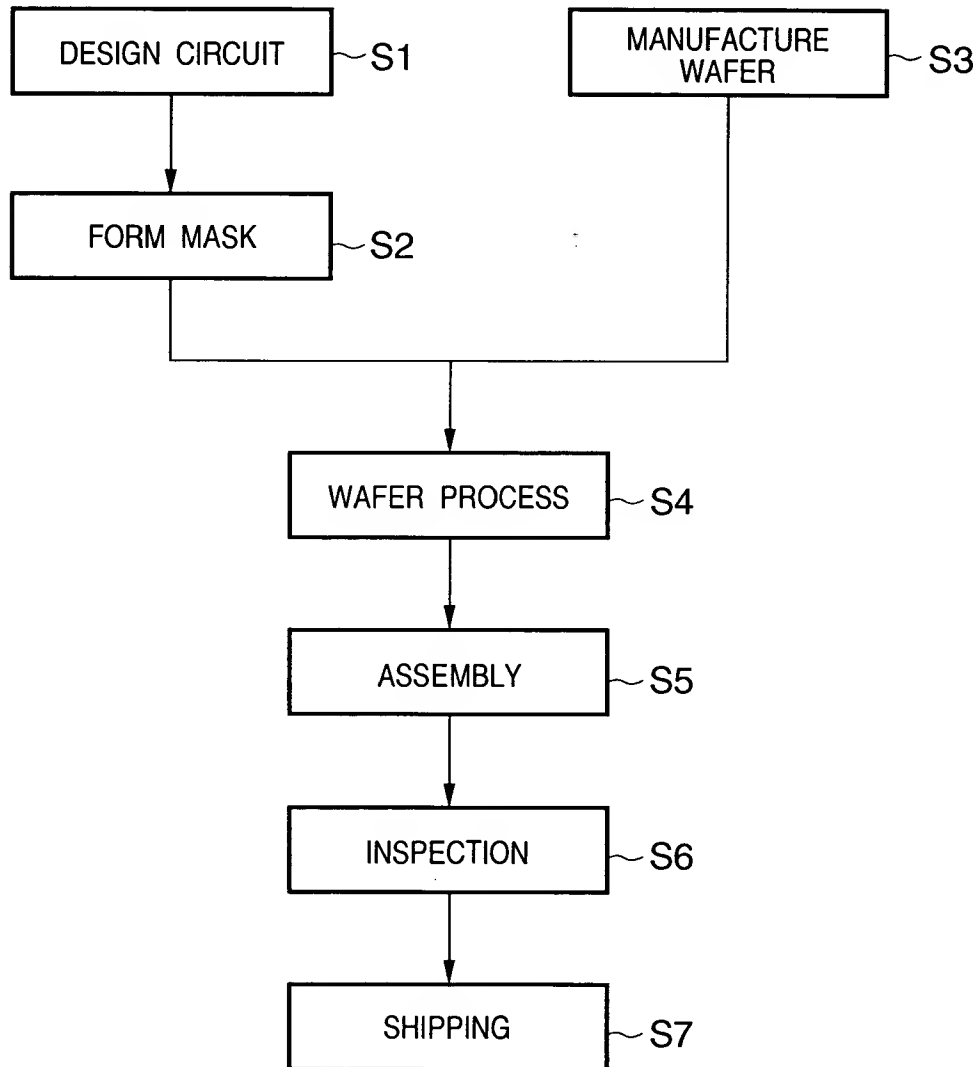 DESIGN CIRCUIT S1
MANUFACTURE
WAFER S3
FORM MASK S2
WAFER PROCESS S4
ASSEMBLY S5
INSPECTION S6
SHIPPING S7